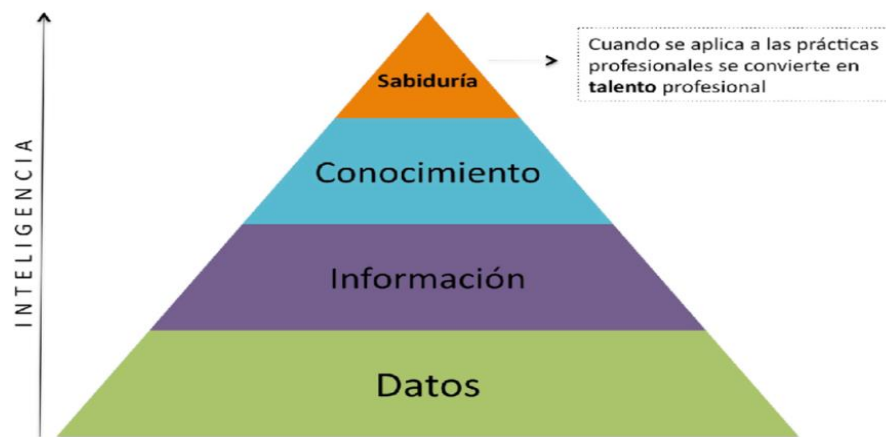 Sabiduría
Cuando se aplica a las prácticas
profesionales se convierte en
talento profesional
Conocimiento
Información
Datos
INTELIGENCIA